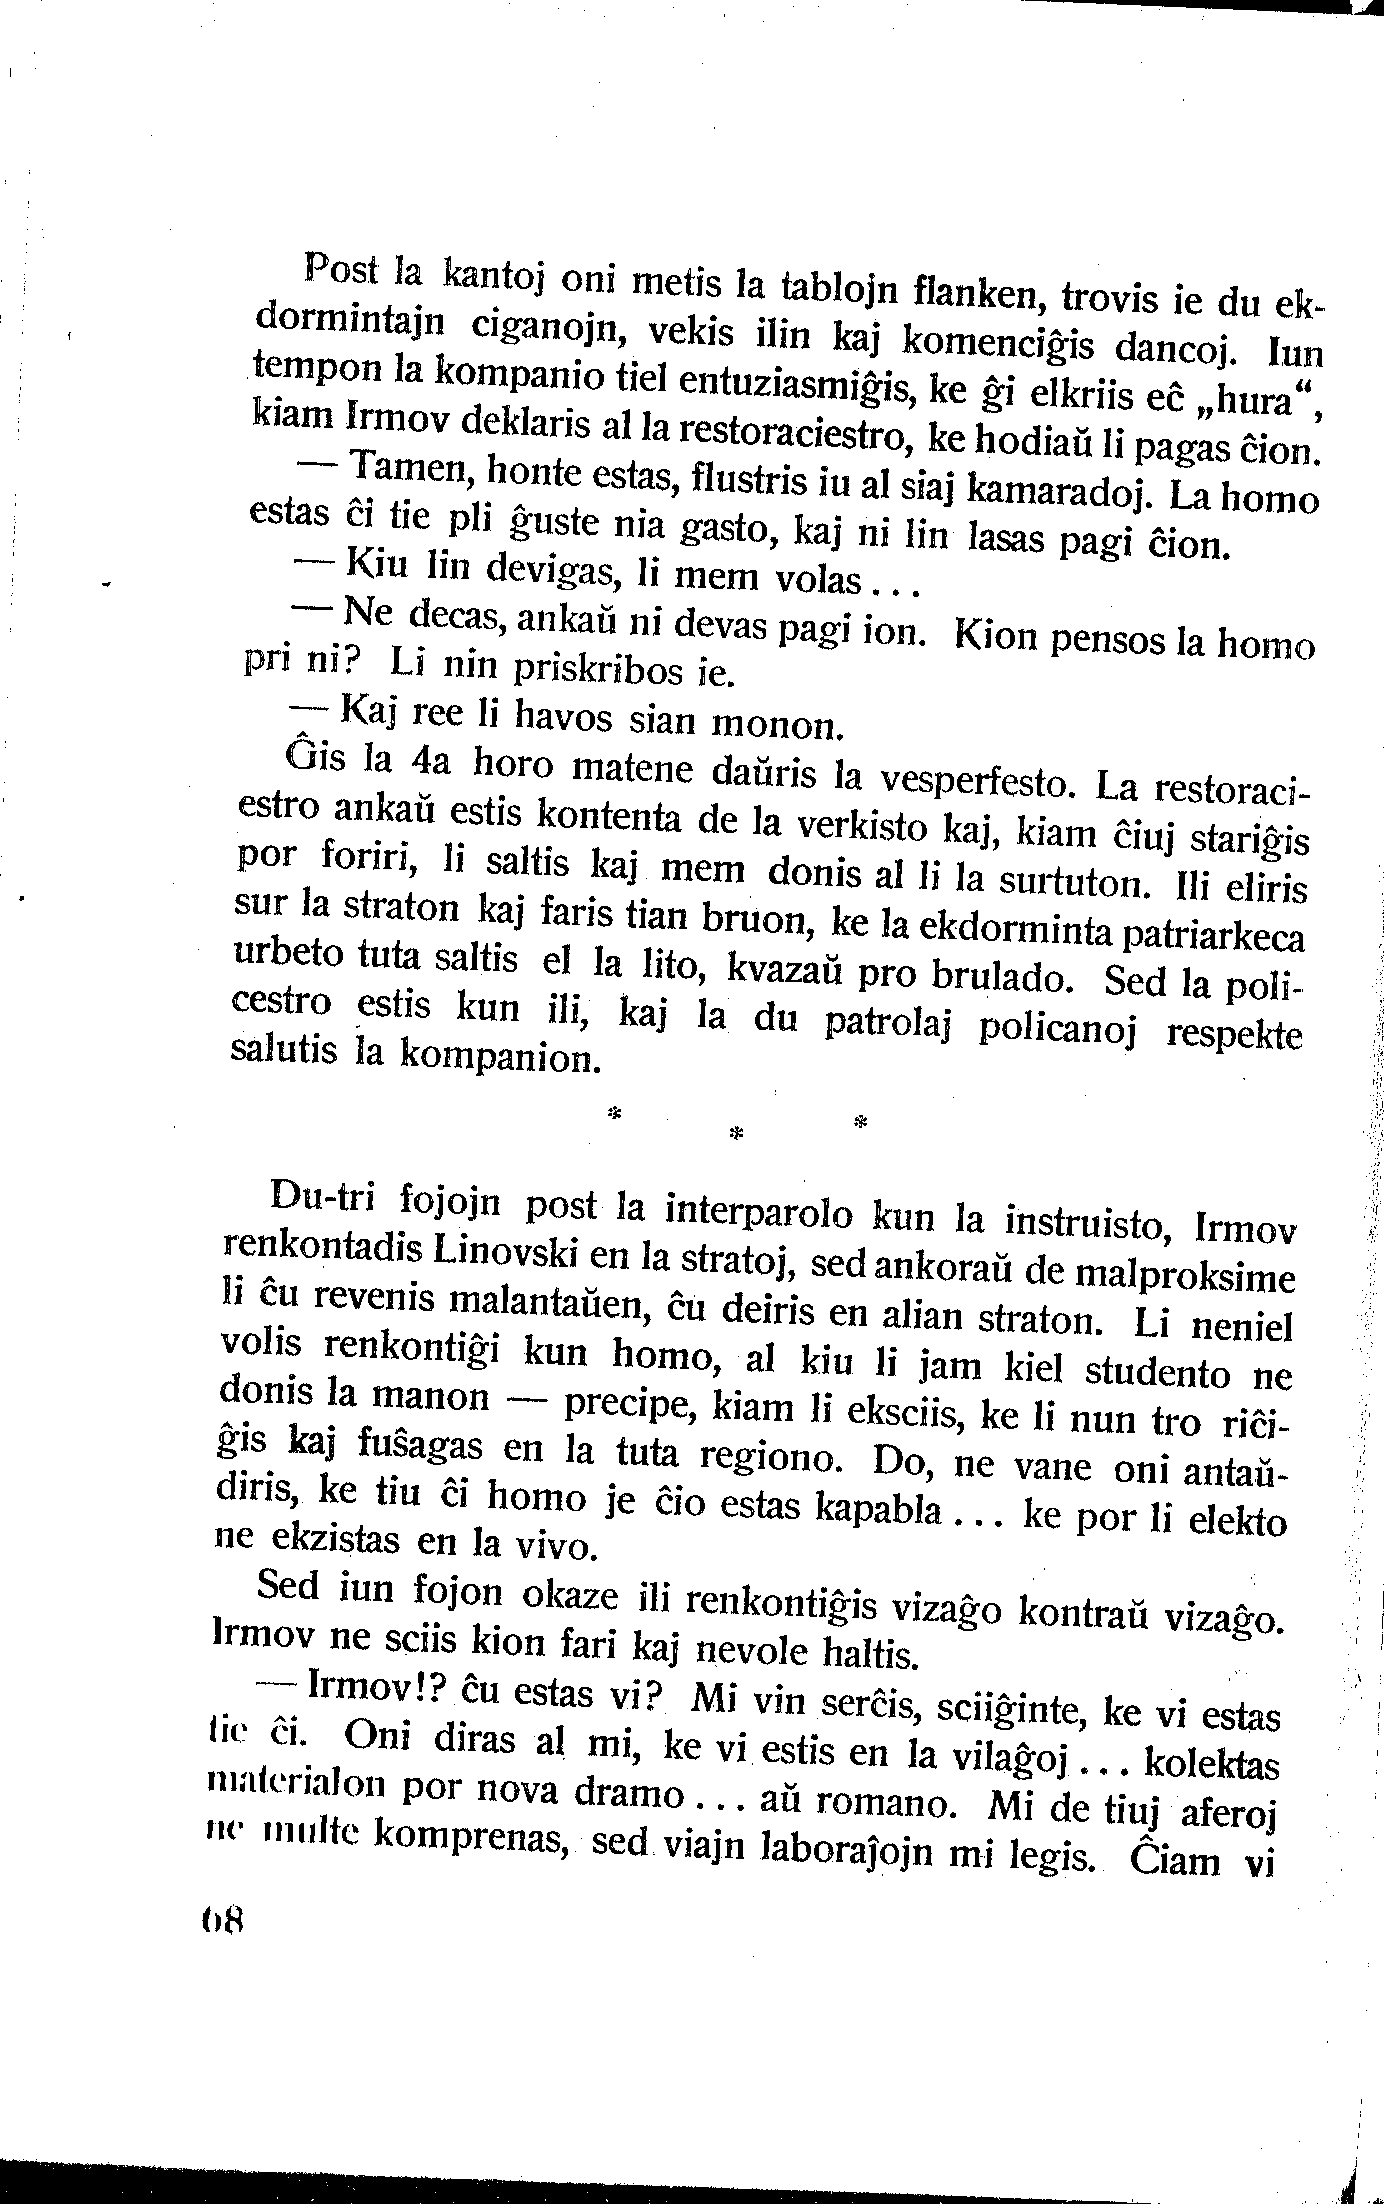 Post la kantoj oni metis la tablojn flanken, trovis ie du ek-
dormintajn ciganojn, vekis ilin kaj komenciĝis dancoj. Iun
tempon la kompanio tiel entuziasmiĝis, ke ĝi elkriis eĉ „hura“,
kiam Irmov deklaris al la restoraciestro, ke hodiaŭ li pagas ĉion.
— Tamen, honte estas, flustris iu al siaj kamaradoj. La homo
estas ĉi tie pli ĝuste nia gasto, kaj ni lin lasas pagi ĉion.
— Kiu lin devigas, li mem volas...
— Ne decas, ankaŭ ni devas pagi ion. Kion pensos la homo
pri ni? Li nin priskribos ie.
— Kaj ree li havos sian monon.
Ĝis la 4a horo matene daŭris la vesperfesto. La restoraci-
estro ankaŭ estis kontenta de la verkisto kaj, kiam ĉiuj stariĝis
por foriri, li saltis kaj mem donis al li la surtuton. Ili eliris
sur la straton kaj faris tian bruon, ke la ekdorminta patriarkeca
urbeto tuta saltis el la lito, kvazaŭ pro brulado. Sed la poli-
cestro estis kun ili, kaj la du patrolaj policanoj respekte
salutis la kompanion.
* * *
Du-tri fojojn post la interparolo kun la instruisto, Irmov
renkontadis Linovski en la stratoj, sed ankoraŭ de malproksime
li ĉu revenis malantaŭen, ĉu deiris en alian straton. Li neniel
volis renkontiĝi kun homo, al kiu li jam kiel studento ne
donis la manon — precipe, kiam li eksciis, ke li nun tro riĉi-
ĝis kaj fuŝagas en la tuta regiono. Do, ne vane oni antaŭ-
diris, ke tiu ĉi homo je ĉio estas kapabla... ke por li elekto
ne ekzistas en la vivo.
Sed iun fojon okaze ili renkontiĝis vizaĝo kontraŭ vizaĝo.
Irmov ne sciis kion fari kaj nevole haltis.
— Irmov!? ĉu estas vi? Mi vin serĉis, sciiĝinte, ke vi estas
tie ĉi. Oni diras al mi, ke vi estis en la vilaĝoj... kolektas
materialon por nova dramo... aŭ romano. Mi de tiuj aferoj
ne multe komprenas, sed viajn laboraĵojn mi legis. Ĉiam vi
68